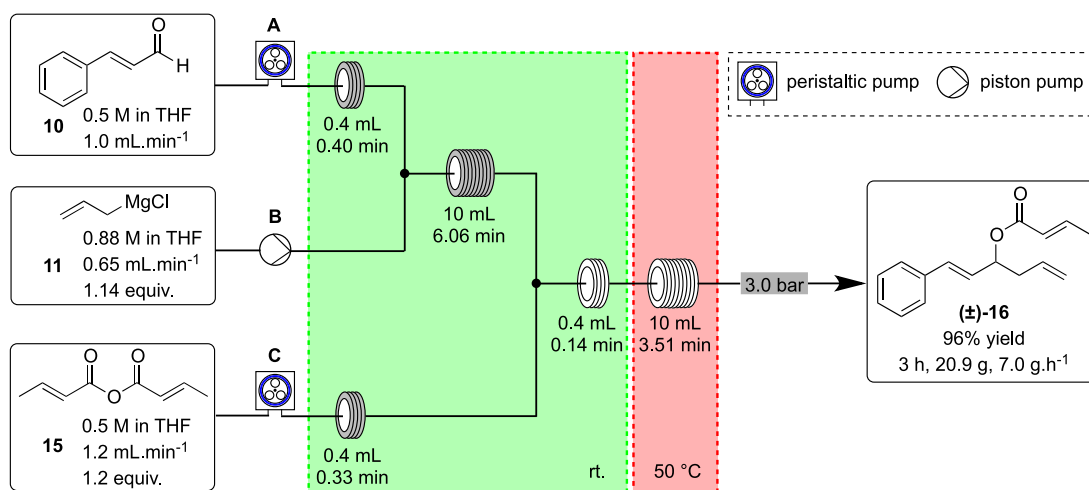 O
H
10
0.5 M in THF
1.0 mL.min⁻¹
A
0.4 mL
0.40 min
peristaltic pump
piston pump
MgCl
11
0.88 M in THF
0.65 mL.min⁻¹
1.14 equiv.
B
10 mL
6.06 min
O
O
O
15
0.5 M in THF
1.2 mL.min⁻¹
1.2 equiv.
C
0.4 mL
0.33 min
0.4 mL
0.14 min
rt.
10 mL
3.51 min
50 °C
3.0 bar
O
O
(±)-16
96% yield
3 h, 20.9 g, 7.0 g.h⁻¹